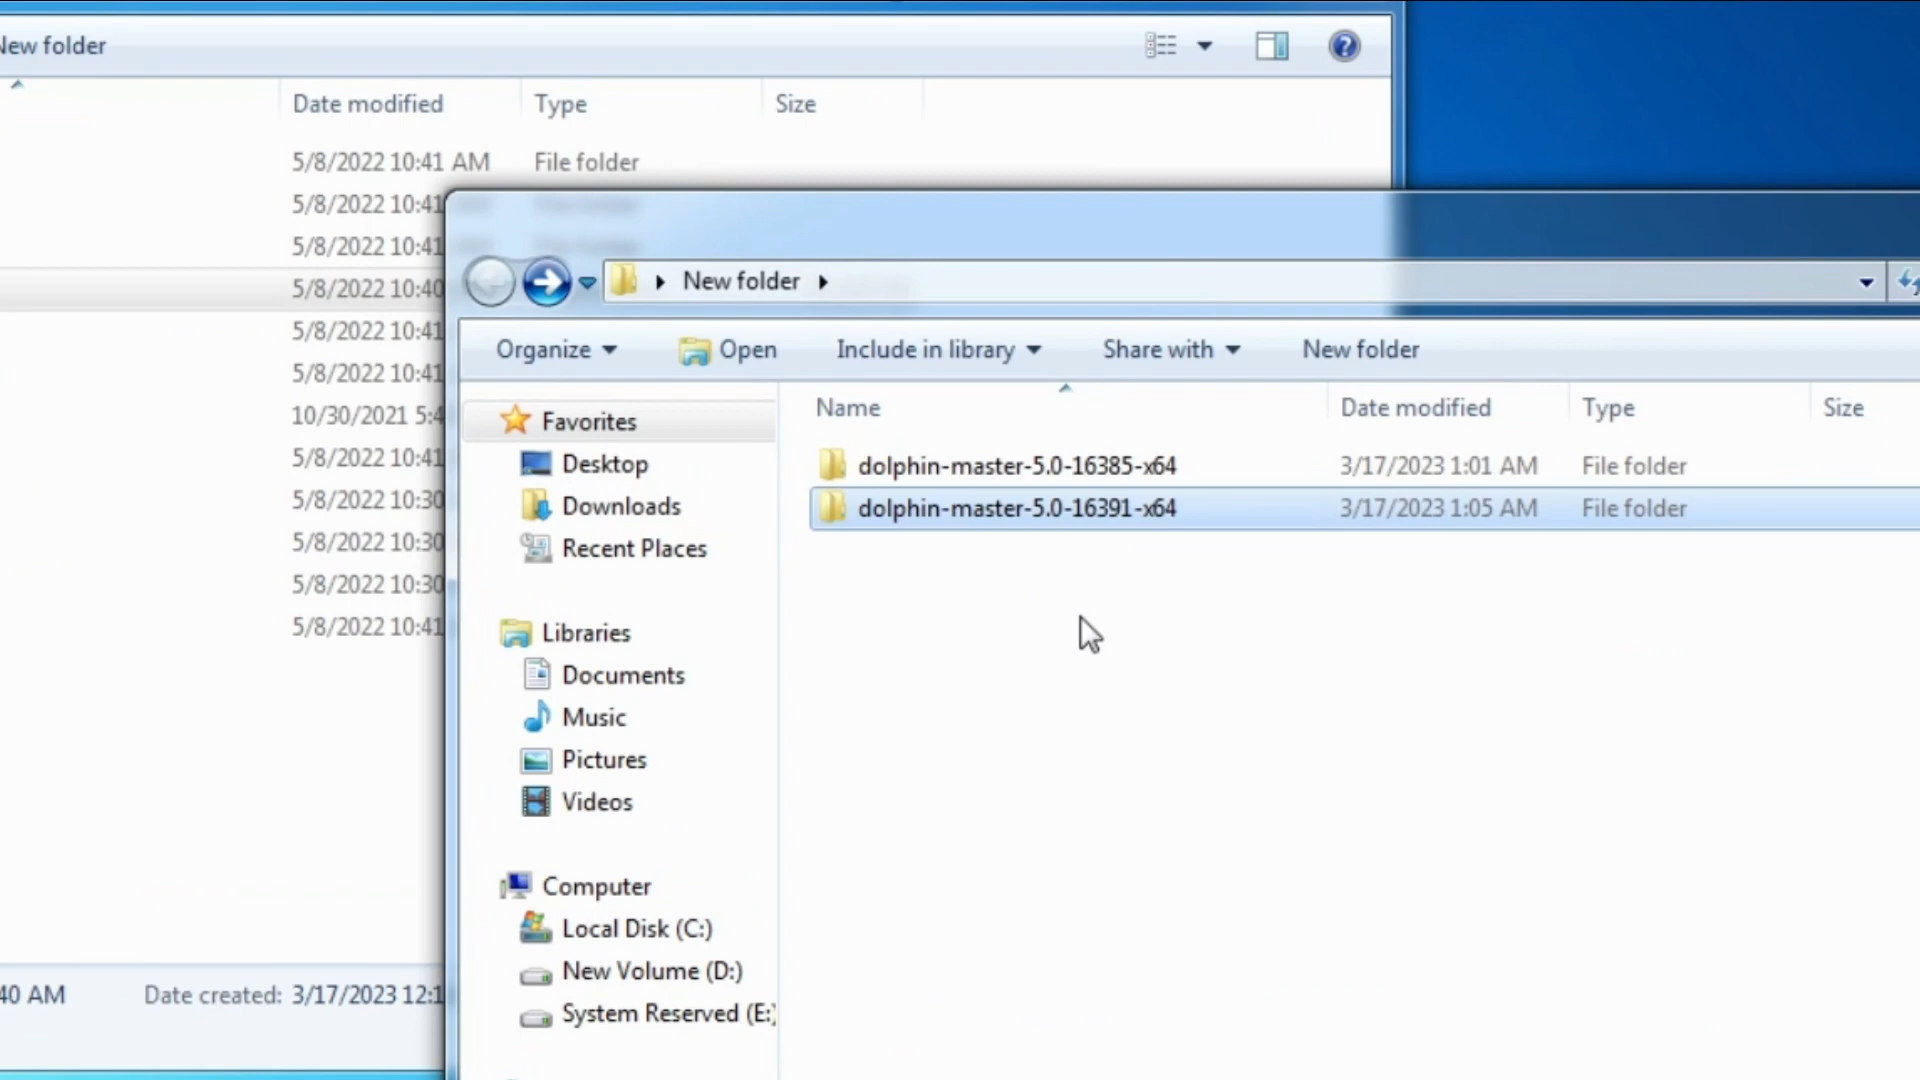 New folder
Date modified Type Size
5/8/2022 10:41 AM File folder
5/8/2022 10:41
5/8/2022 10:41
5/8/2022 10:40
5/8/2022 10:41
5/8/2022 10:41
10/30/2021 5:4
5/8/2022 10:41
5/8/2022 10:30
5/8/2022 10:30
5/8/2022 10:30
5/8/2022 10:41
40 AM Date created: 3/17/2023 12:1
New folder
Organize Open Include in library Share with New folder
Name Date modified Type Size
dolphin-master-5.0-16385-x64 3/17/2023 1:01 AM File folder
dolphin-master-5.0-16391-x64 3/17/2023 1:05 AM File folder
Favorites
Desktop
Downloads
Recent Places
Libraries
Documents
Music
Pictures
Videos
Computer
Local Disk (C:)
New Volume (D:)
System Reserved (E:)